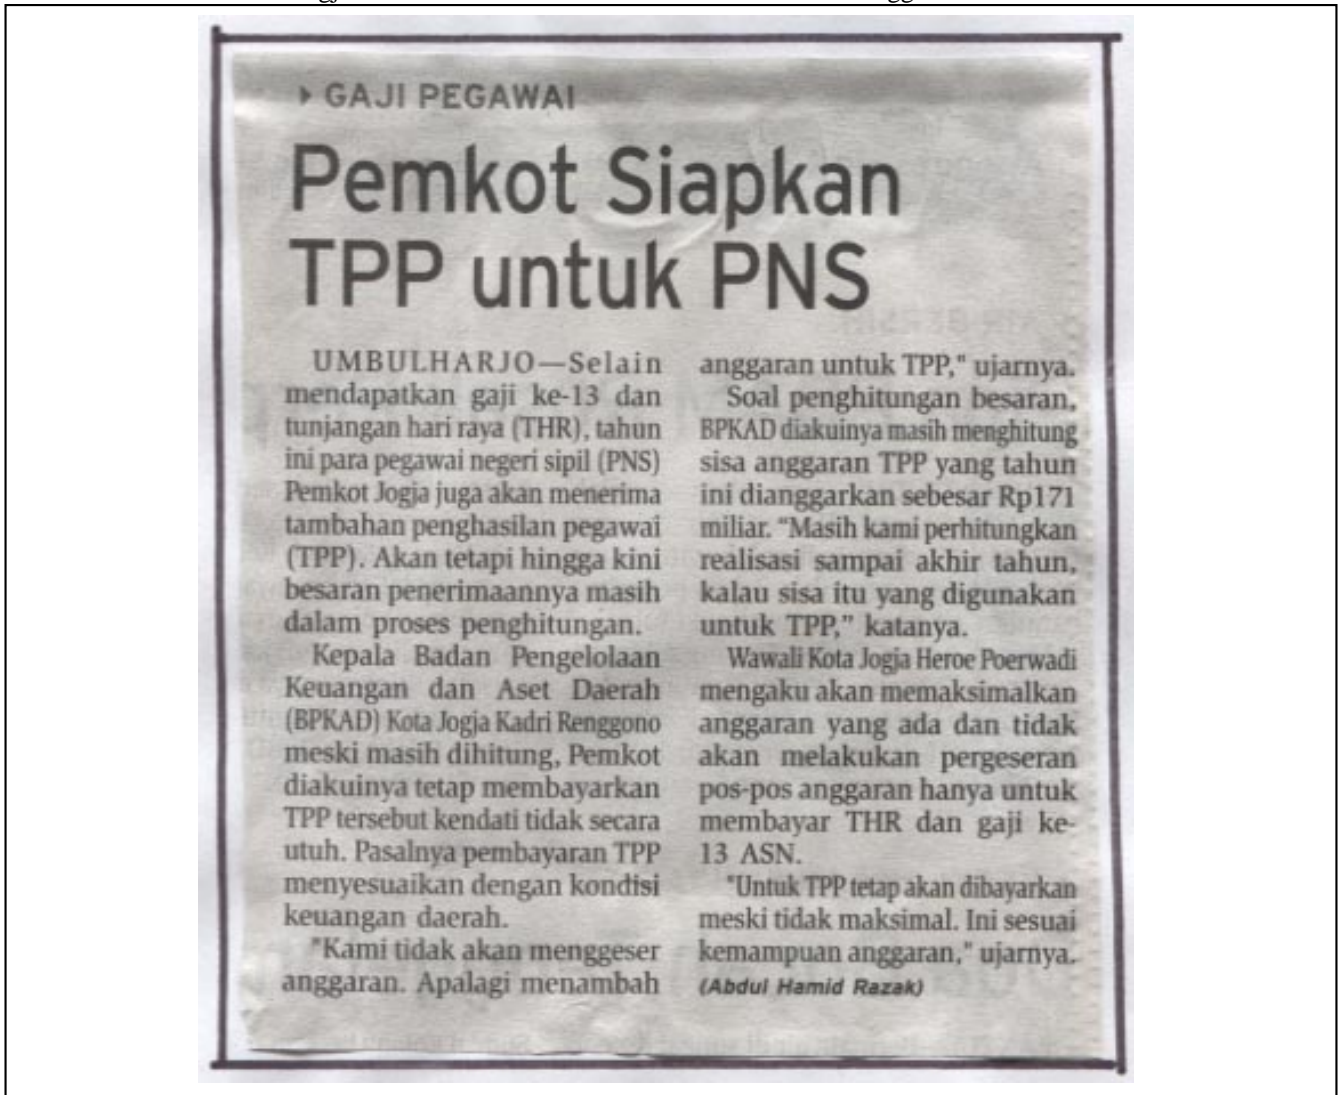 GAJI PEGAWAI
Pemkot Siapkan
TPP untuk PNS
UMBULHARJO—Selain
mendapatkan gaji ke-13 dan
tunjangan hari raya (THR), tahun
ini para pegawai negeri sipil (PNS)
Pemkot Jogja juga akan menerima
tambahan penghasilan pegawai
(TPP). Akan tetapi hingga kini
besaran penerimaannya masih
dalam proses penghitungan.
Kepala Badan Pengelolaan
Keuangan dan Aset Daerah
(BPKAD) Kota Jogja Kadri Renggono
meski masih dihitung, Pemkot
diakuinya tetap membayarkan
TPP tersebut kendati tidak secara
utuh. Pasalnya pembayaran TPP
menyesuaikan dengan kondisi
keuangan daerah.
"Kami tidak akan menggeser
anggaran. Apalagi menambah
anggaran untuk TPP," ujarnya.
Soal penghitungan besaran,
BPKAD diakuinya masih menghitung
sisa anggaran TPP yang tahun
ini dianggarkan sebesar Rp171
miliar. "Masih kami perhitungkan
realisasi sampai akhir tahun,
kalau sisa itu yang digunakan
untuk TPP," katanya.
Wawali Kota Jogja Heroe Poerwadi
mengaku akan memaksimalkan
anggaran yang ada dan tidak
akan melakukan pergeseran
pos-pos anggaran hanya untuk
membayar THR dan gaji ke-
13 ASN.
"Untuk TPP tetap akan dibayarkan
meski tidak maksimal. Ini sesuai
kemampuan anggaran," ujarnya.
(Abdul Hamid Razak)